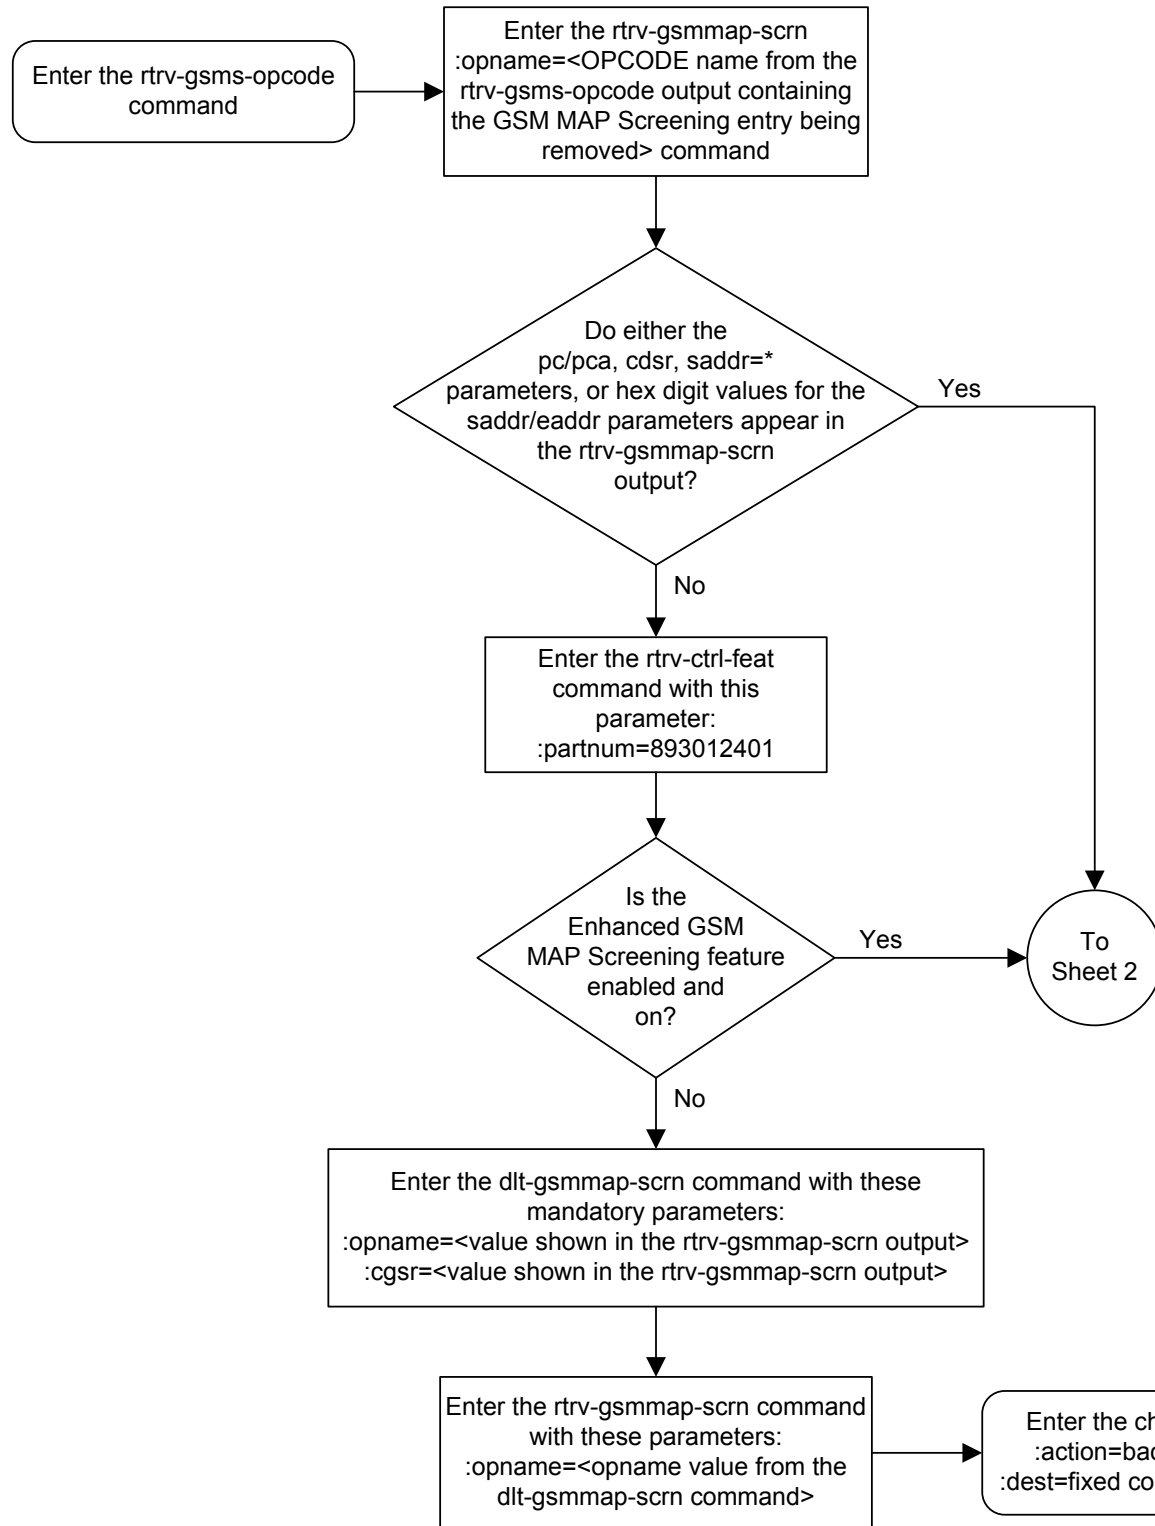 Enter the rtrv-gsms-opcode
command
Enter the rtrv-gsmmap-scrn
:opname=<OPCODE name from the
rtrv-gsms-opcode output containing
the GSM MAP Screening entry being
removed> command
Do either the
pc/pca, cdsr, saddr=*
parameters, or hex digit values for the
saddr/eaddr parameters appear in
the rtrv-gsmmap-scrn
output?
Yes
No
Enter the rtrv-ctrl-feat
command with this
parameter:
:partnum=893012401
Is the
Enhanced GSM
MAP Screening feature
enabled and
on?
Yes
To
Sheet 2
No
Enter the dlt-gsmmap-scrn command with these
mandatory parameters:
:opname=<value shown in the rtrv-gsmmap-scrn output>
:cgsr=<value shown in the rtrv-gsmmap-scrn output>
Enter the rtrv-gsmmap-scrn command
with these parameters:
:opname=<opname value from the
dlt-gsmmap-scrn command>
Enter the ch
:action=bac
:dest=fixed co